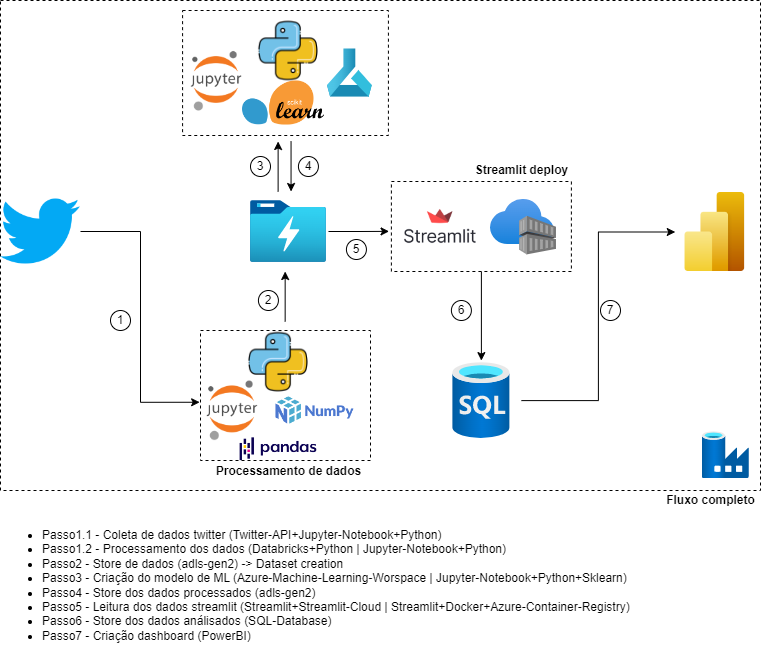 jupyter
scikit
learn
3
4
Streamlit deploy
Streamlit
5
2
1
6
7
SQL
jupyter
NumPy
pandas
Processamento de dados
Fluxo completo
Passo1.1 - Coleta de dados twitter (Twitter-API+Jupyter-Notebook+Python)
Passo1.2 - Processamento dos dados (Databricks+Python | Jupyter-Notebook+Python)
Passo2 - Store de dados (adls-gen2) -> Dataset creation
Passo3 - Criação do modelo de ML (Azure-Machine-Learning-Worspace | Jupyter-Notebook+Python+Sklearn)
Passo4 - Store dos dados processados (adls-gen2)
Passo5 - Leitura dos dados streamlit (Streamlit+Streamlit-Cloud | Streamlit+Docker+Azure-Container-Registry)
Passo6 - Store dos dados análisados (SQL-Database)
Passo7 - Criação dashboard (PowerBI)